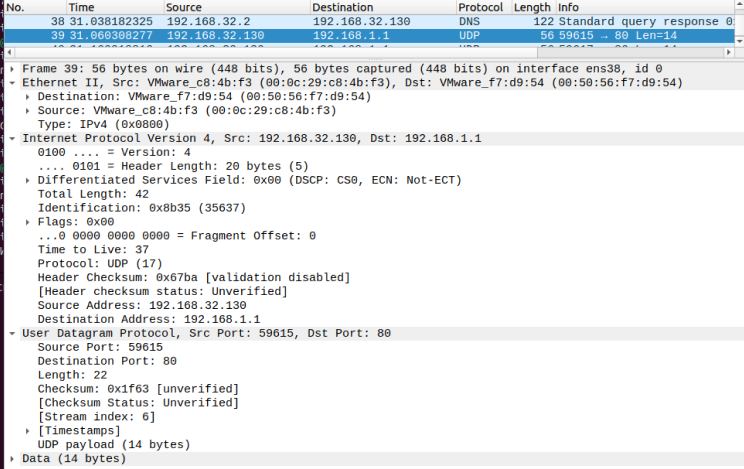 No. Time Source Destination Protocol Length Info
38 31.038182325 192.168.32.2 192.168.32.130 DNS 122 Standard query response 0
39 31.060308277 192.168.32.130 192.168.1.1 UDP 56 59615 → 80 Len=14
Frame 39: 56 bytes on wire (448 bits), 56 bytes captured (448 bits) on interface ens38, id 0
Ethernet II, Src: VMware_c8:4b:f3 (00:0c:29:c8:4b:f3), Dst: VMware_f7:d9:54 (00:50:56:f7:d9:54)
Destination: VMware_f7:d9:54 (00:50:56:f7:d9:54)
Source: VMware_c8:4b:f3 (00:0c:29:c8:4b:f3)
Type: IPv4 (0x0800)
Internet Protocol Version 4, Src: 192.168.32.130, Dst: 192.168.1.1
0100 .... = Version: 4
.... 0101 = Header Length: 20 bytes (5)
Differentiated Services Field: 0x00 (DSCP: CS0, ECN: Not-ECT)
Total Length: 42
Identification: 0x8b35 (35637)
Flags: 0x00
...0 0000 0000 0000 = Fragment Offset: 0
Time to Live: 37
Protocol: UDP (17)
Header Checksum: 0x67ba [validation disabled]
[Header checksum status: Unverified]
Source Address: 192.168.32.130
Destination Address: 192.168.1.1
User Datagram Protocol, Src Port: 59615, Dst Port: 80
Source Port: 59615
Destination Port: 80
Length: 22
Checksum: 0x1f63 [unverified]
[Checksum Status: Unverified]
[Stream index: 6]
[Timestamps]
UDP payload (14 bytes)
Data (14 bytes)